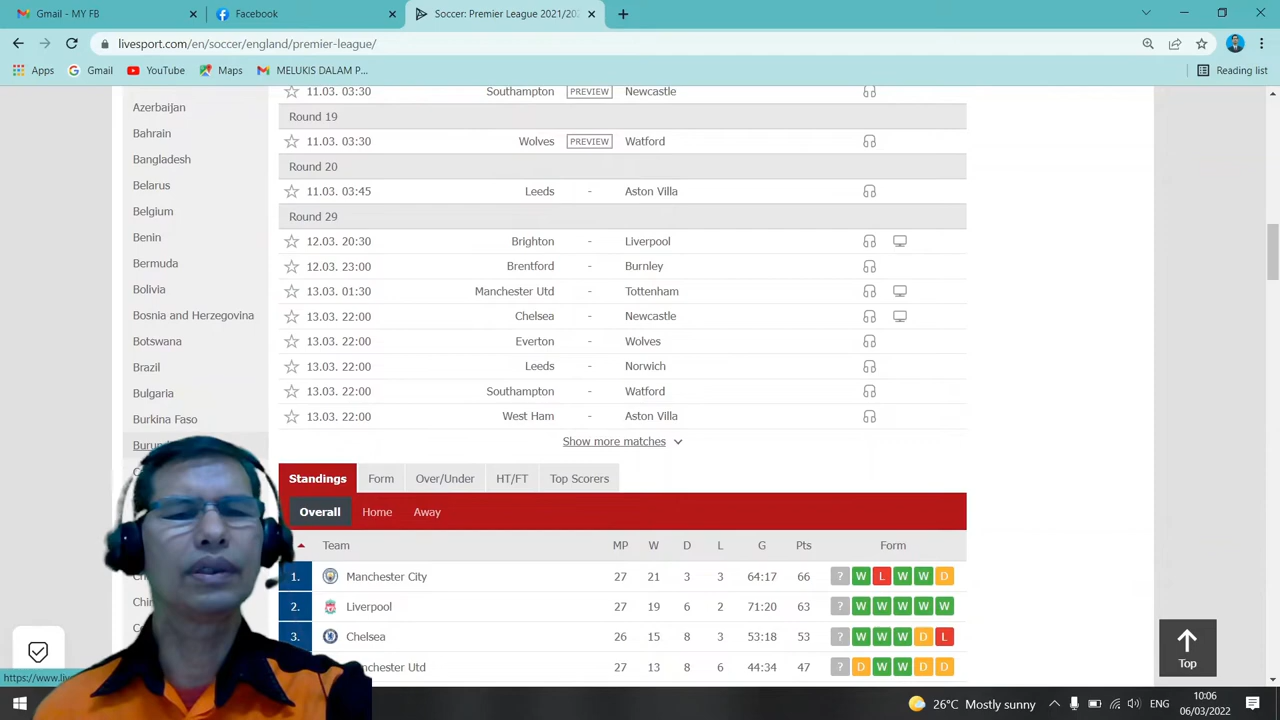 Gmail - MY FB
Facebook
Soccer: Premier League 2021/202
livesport.com/en/soccer/england/premier-league/
Apps
Gmail
YouTube
Maps
MELUKIS DALAM P...
Reading list
Azerbaijan
Bahrain
Bangladesh
Belarus
Belgium
Benin
Bermuda
Bolivia
Bosnia and Herzegovina
Botswana
Brazil
Bulgaria
Burkina Faso
11.03. 03:30 Southampton PREVIEW Newcastle
Round 19
11.03. 03:30 Wolves PREVIEW Watford
Round 20
11.03. 03:45 Leeds - Aston Villa
Round 29
12.03. 20:30 Brighton - Liverpool
12.03. 23:00 Brentford - Burnley
13.03. 01:30 Manchester Utd - Tottenham
13.03. 22:00 Chelsea - Newcastle
13.03. 22:00 Everton - Wolves
13.03. 22:00 Leeds - Norwich
13.03. 22:00 Southampton - Watford
13.03. 22:00 West Ham - Aston Villa
Show more matches
Standings Form Over/Under HT/FT Top Scorers
Overall Home Away
Team MP W D L G Pts Form
1. Manchester City 27 21 3 3 64:17 66 ? W L W W D
2. Liverpool 27 19 6 2 71:20 63 ? W W W W W
3. Chelsea 26 15 8 3 53:18 53 ? W W W D L
Utd 27 13 8 6 44:34 47 ? D W W D D
Top
26°C Mostly sunny
ENG
10:06
06/03/2022